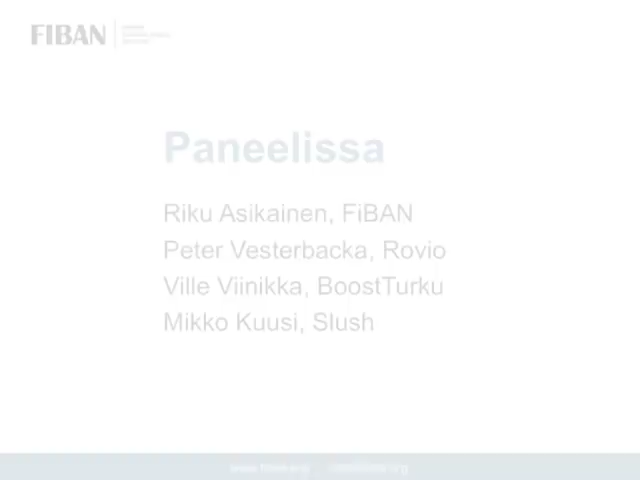 FIBAN
Paneelissa
Riku Asikainen, FiBAN
Peter Vesterbacka, Rovio
Ville Viinikka, BoostTurku
Mikko Kuusi, Slush